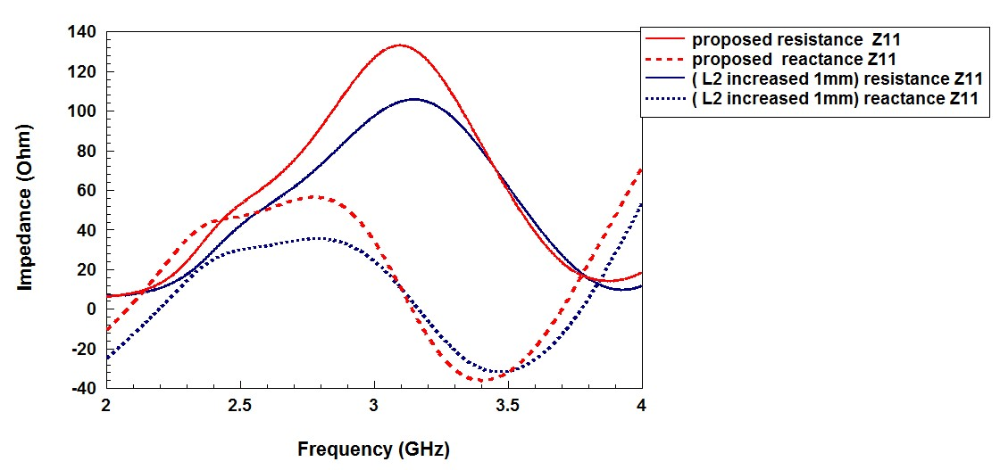 140
120
100
80
60
40
20
0
-20
-40
Impedance (Ohm)
2
2.5
3
3.5
4
Frequency (GHz)
proposed resistance Z11
proposed reactance Z11
( L2 increased 1mm) resistance Z11
( L2 increased 1mm) reactance Z11